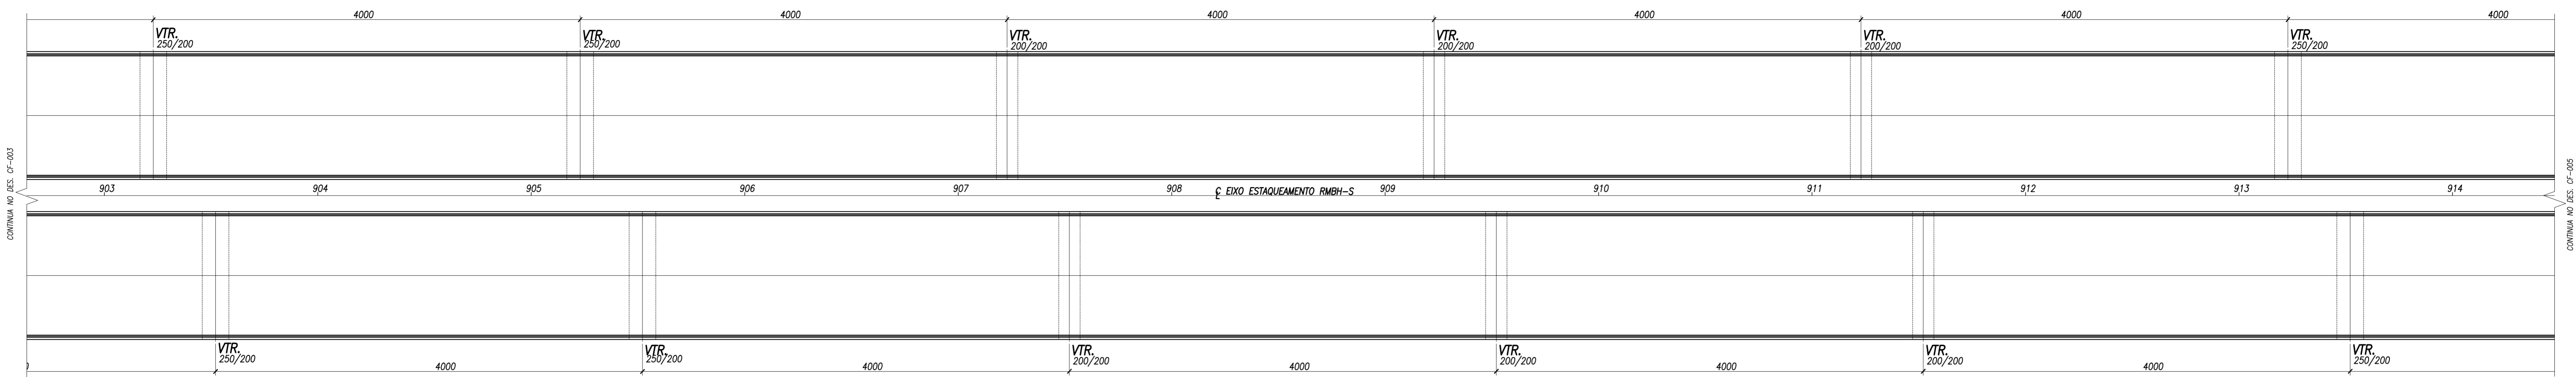 4000 4000 4000 4000 4000 4000
VTR. VTR. VTR. VTR. VTR. VTR.
250/200 250/200 200/200 200/200 200/200 250/200
CONTINUA NO DES. CF-003
903 904 905 906 907 908 ℄ EIXO ESTAQUEAMENTO RMBH-S 909 910 911 912 913 914
CONTINUA NO DES. CF-005
VTR. VTR. VTR. VTR. VTR. VTR.
250/200 250/200 200/200 200/200 200/200 250/200
4000 4000 4000 4000 4000